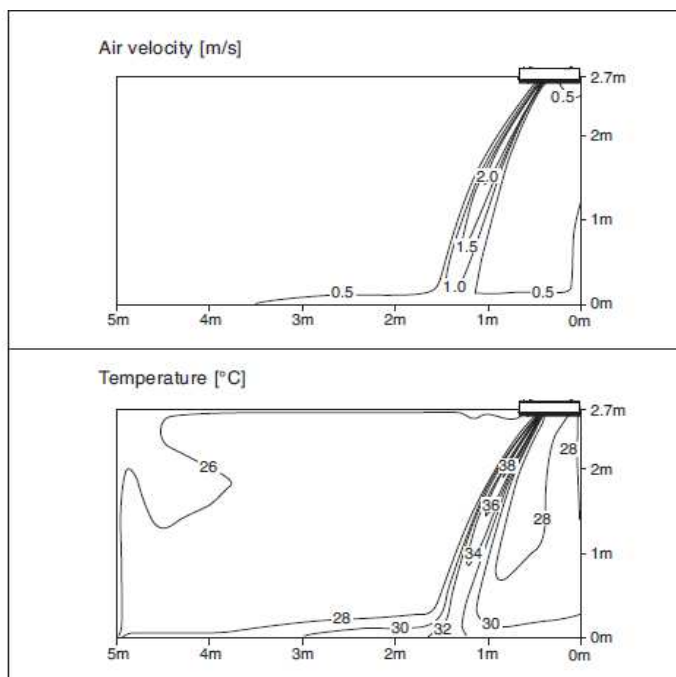 Air velocity [m/s]
2.7m
0.5
2m
2.0
1m
1.5
0.5
1.0
0.5
0m
5m 4m 3m 2m 1m 0m
Temperature [°C]
2.7m
28
26
38
2m
36
28
34
1m
28
30
32
30
0m
5m 4m 3m 2m 1m 0m